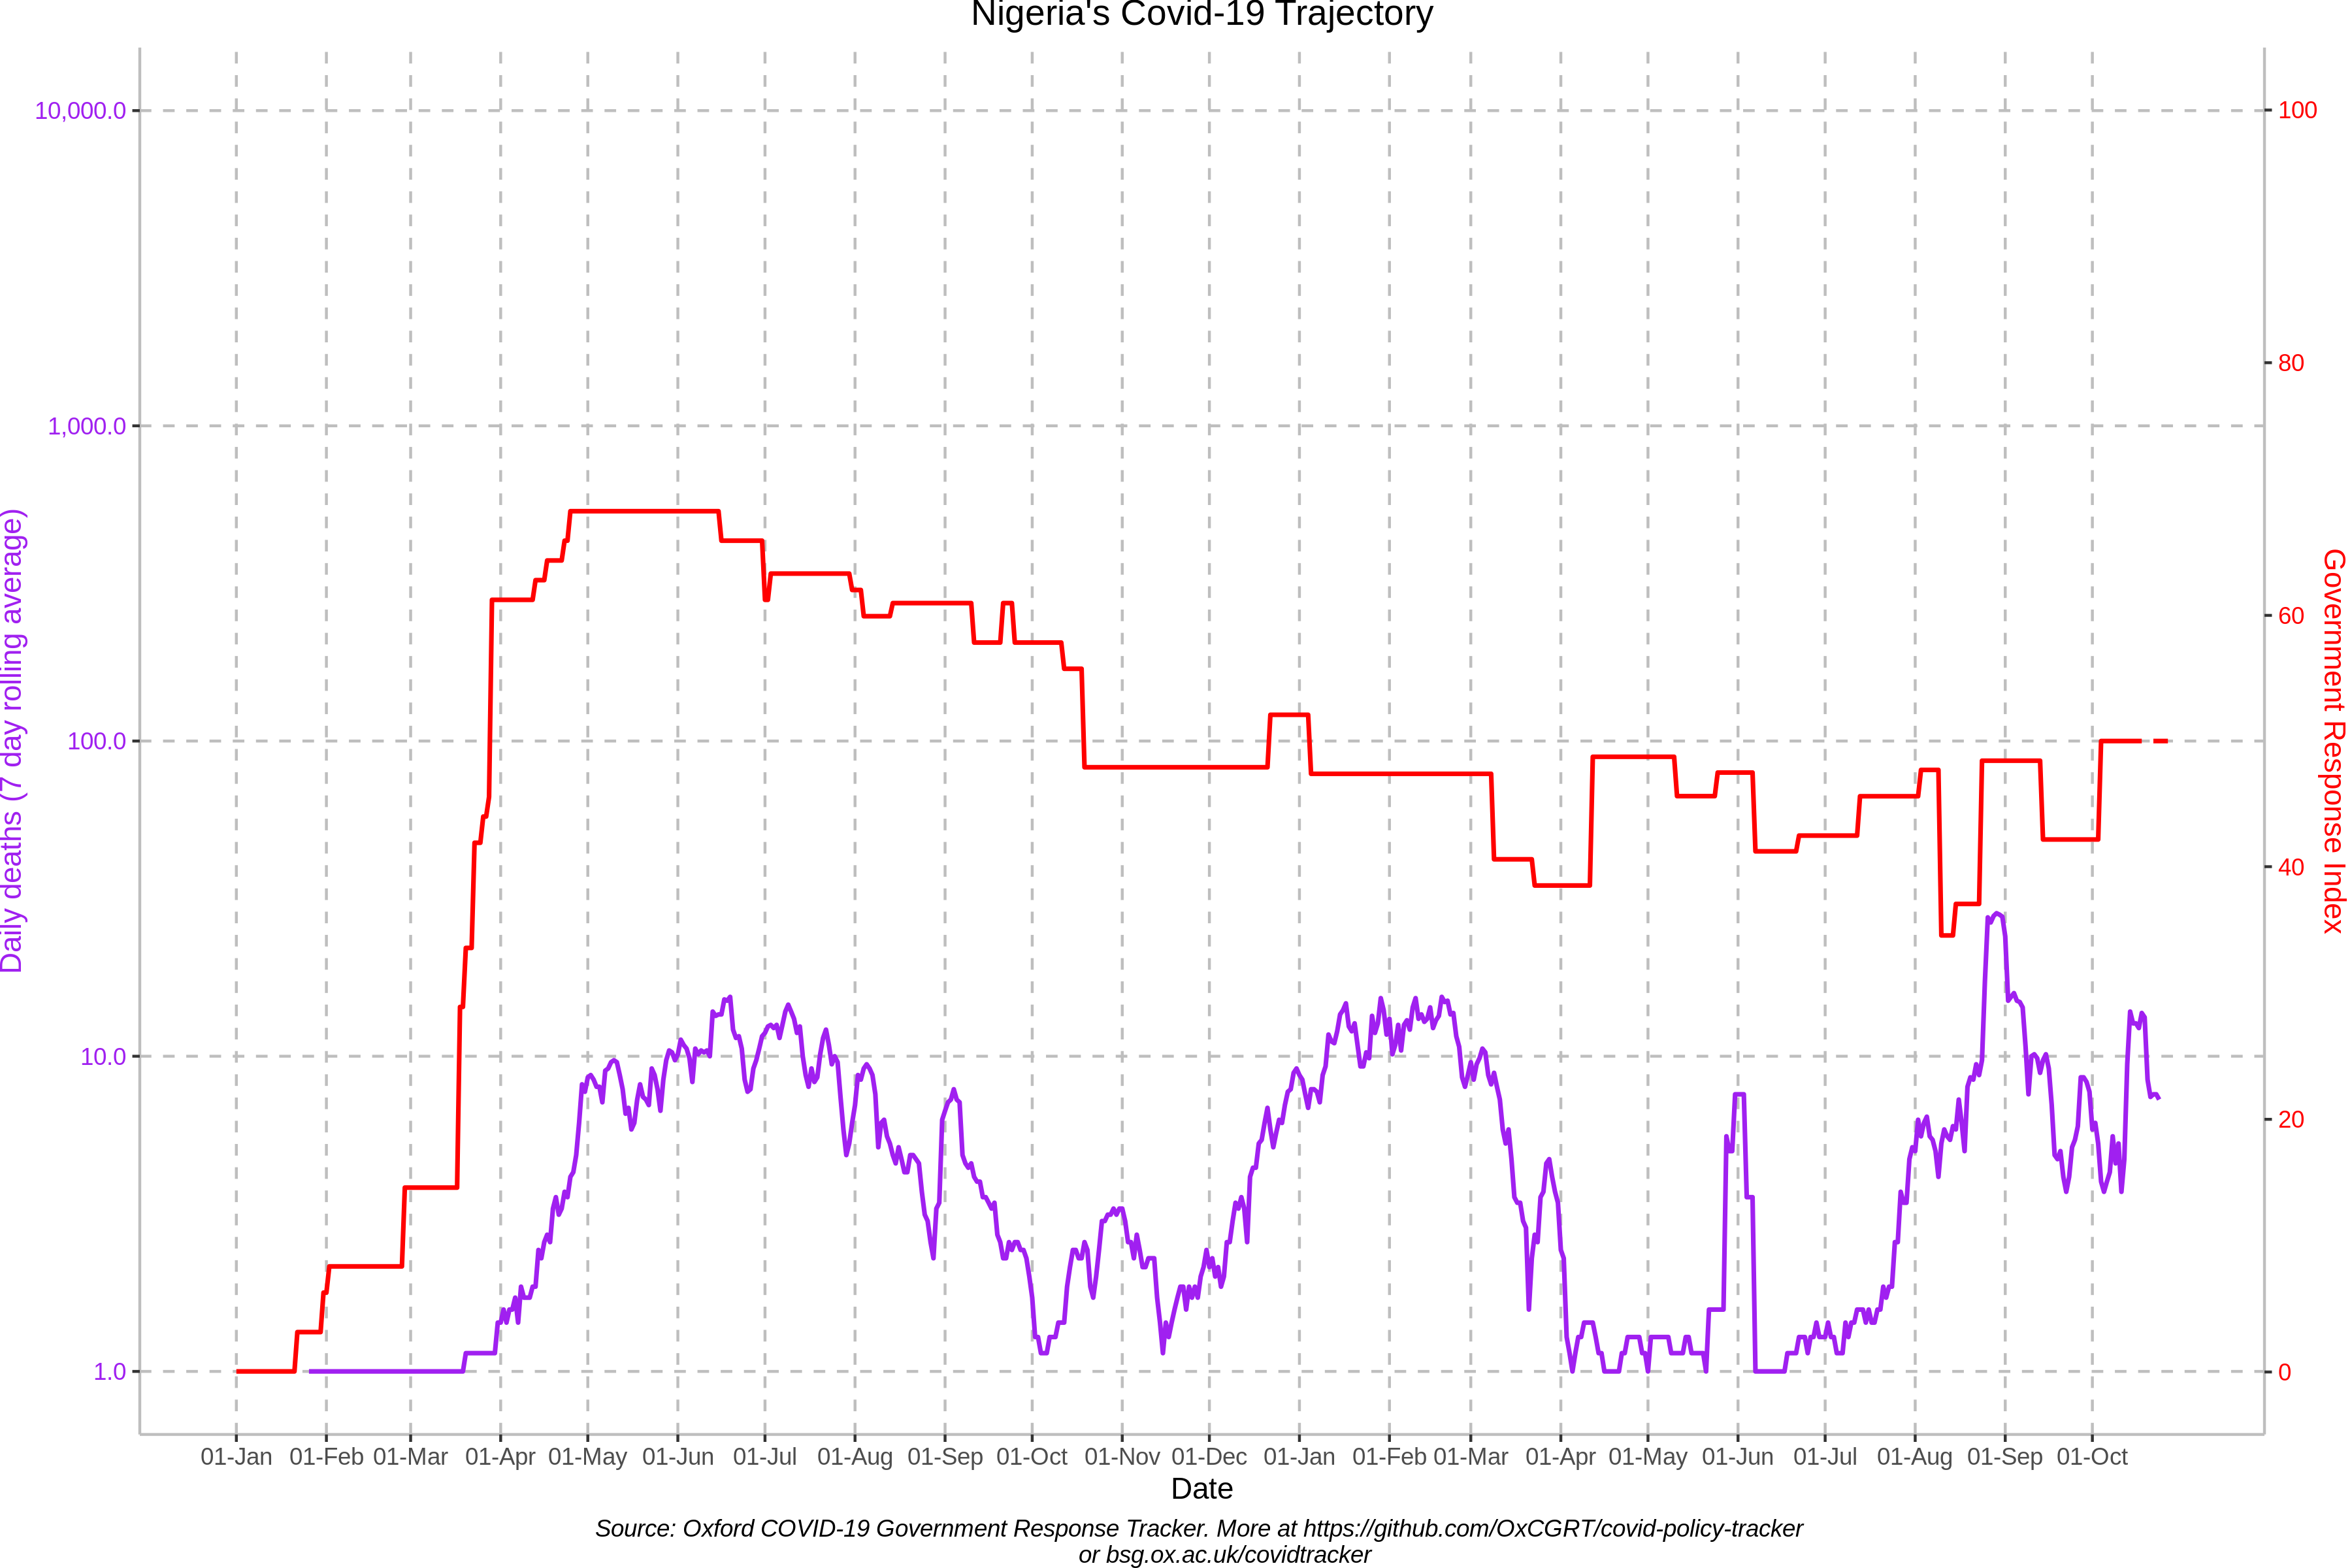 Nigeria's Covid-19 Trajectory
10,000.0
1,000.0
100.0
10.0
1.0
Daily deaths (7 day rolling average)
100
80
60
40
20
0
Government Response Index
01-Jan 01-Feb 01-Mar 01-Apr 01-May 01-Jun 01-Jul 01-Aug 01-Sep 01-Oct 01-Nov 01-Dec 01-Jan 01-Feb 01-Mar 01-Apr 01-May 01-Jun 01-Jul 01-Aug 01-Sep 01-Oct
Date
Source: Oxford COVID-19 Government Response Tracker. More at https://github.com/OxCGRT/covid-policy-tracker
or bsg.ox.ac.uk/covidtracker